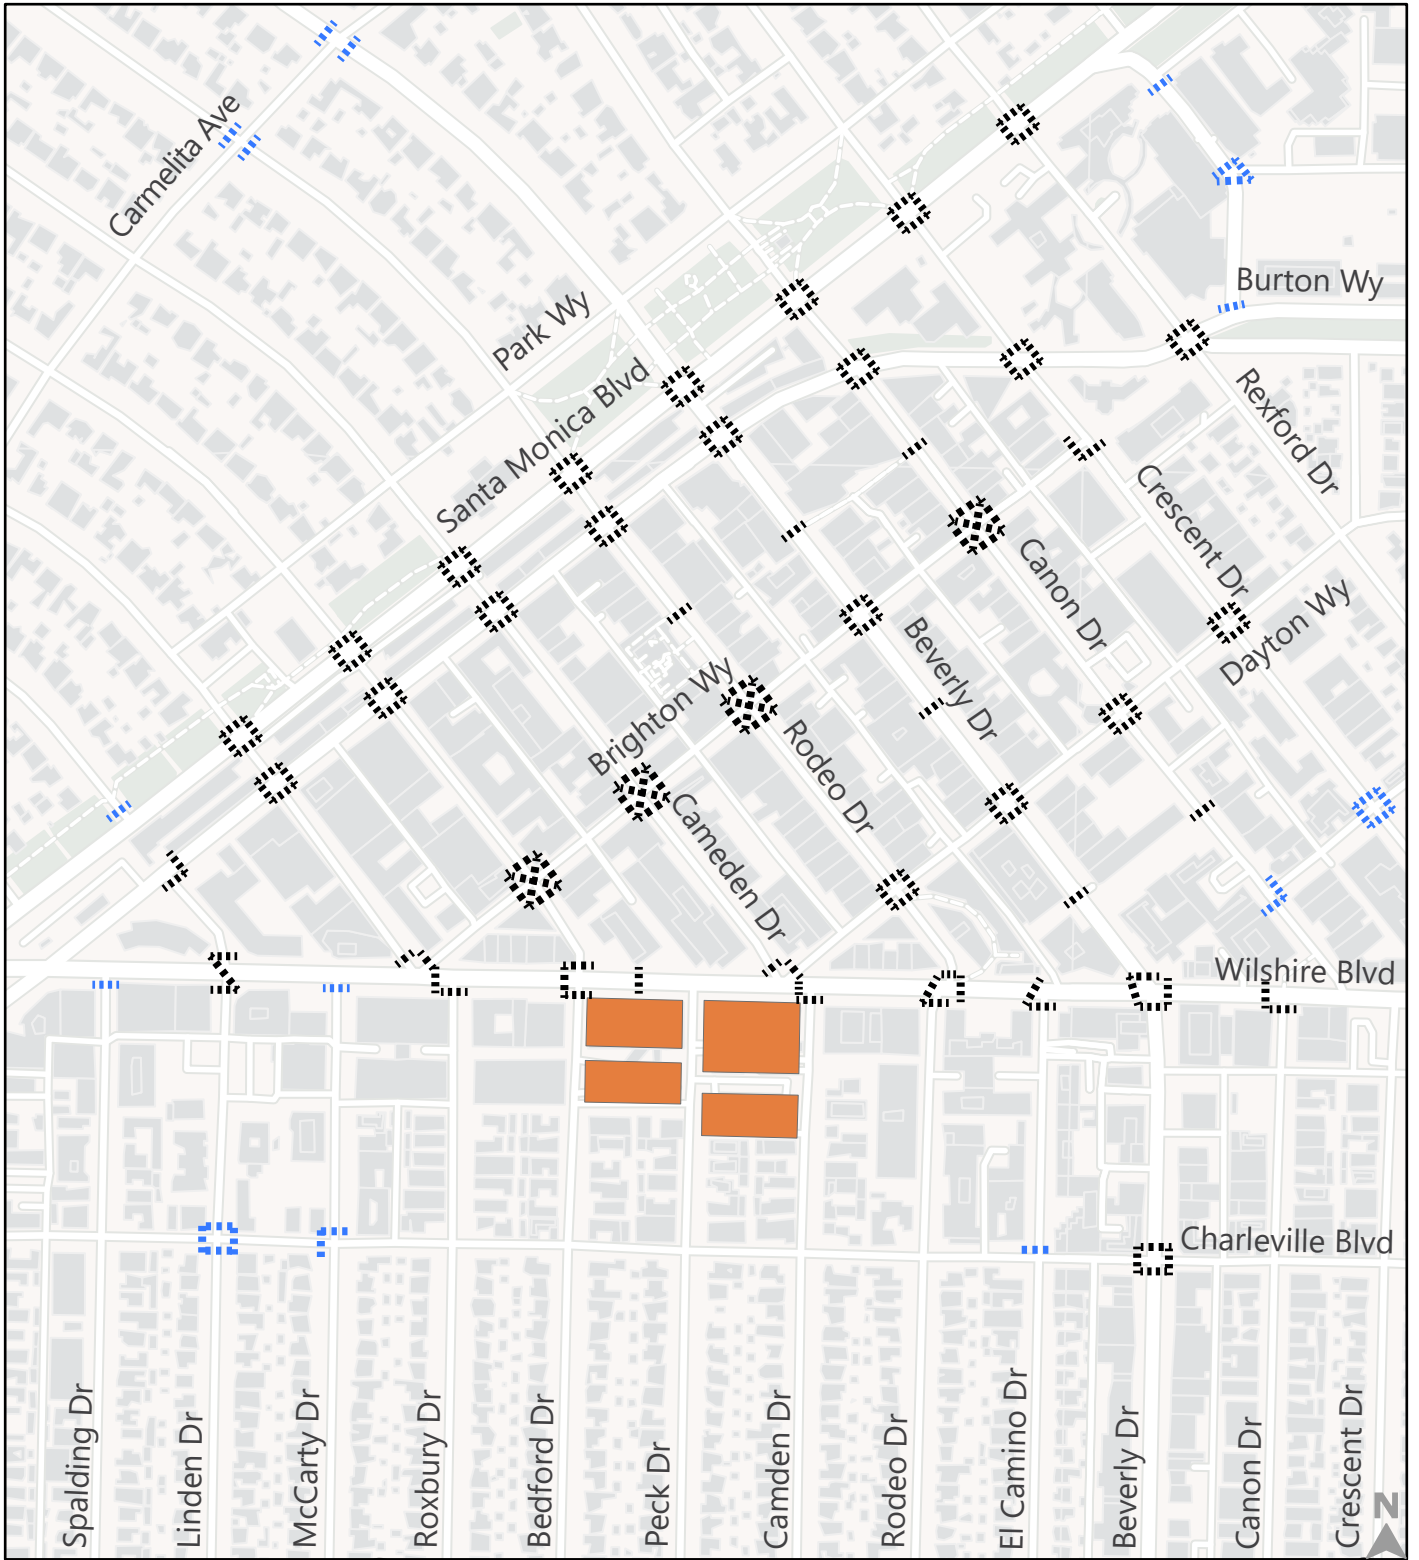 Carmelita Ave
Burton Wy
Park Wy
Santa Monica Blvd
Rexford Dr
Crescent Dr
Canon Dr
Dayton Wy
Beverly Dr
Brighton Wy
Rodeo Dr
Cameden Dr
Wilshire Blvd
Charleville Blvd
Spalding Dr
Linden Dr
McCarty Dr
Roxbury Dr
Bedford Dr
Peck Dr
Camden Dr
Rodeo Dr
El Camino Dr
Beverly Dr
Canon Dr
Crescent Dr
N